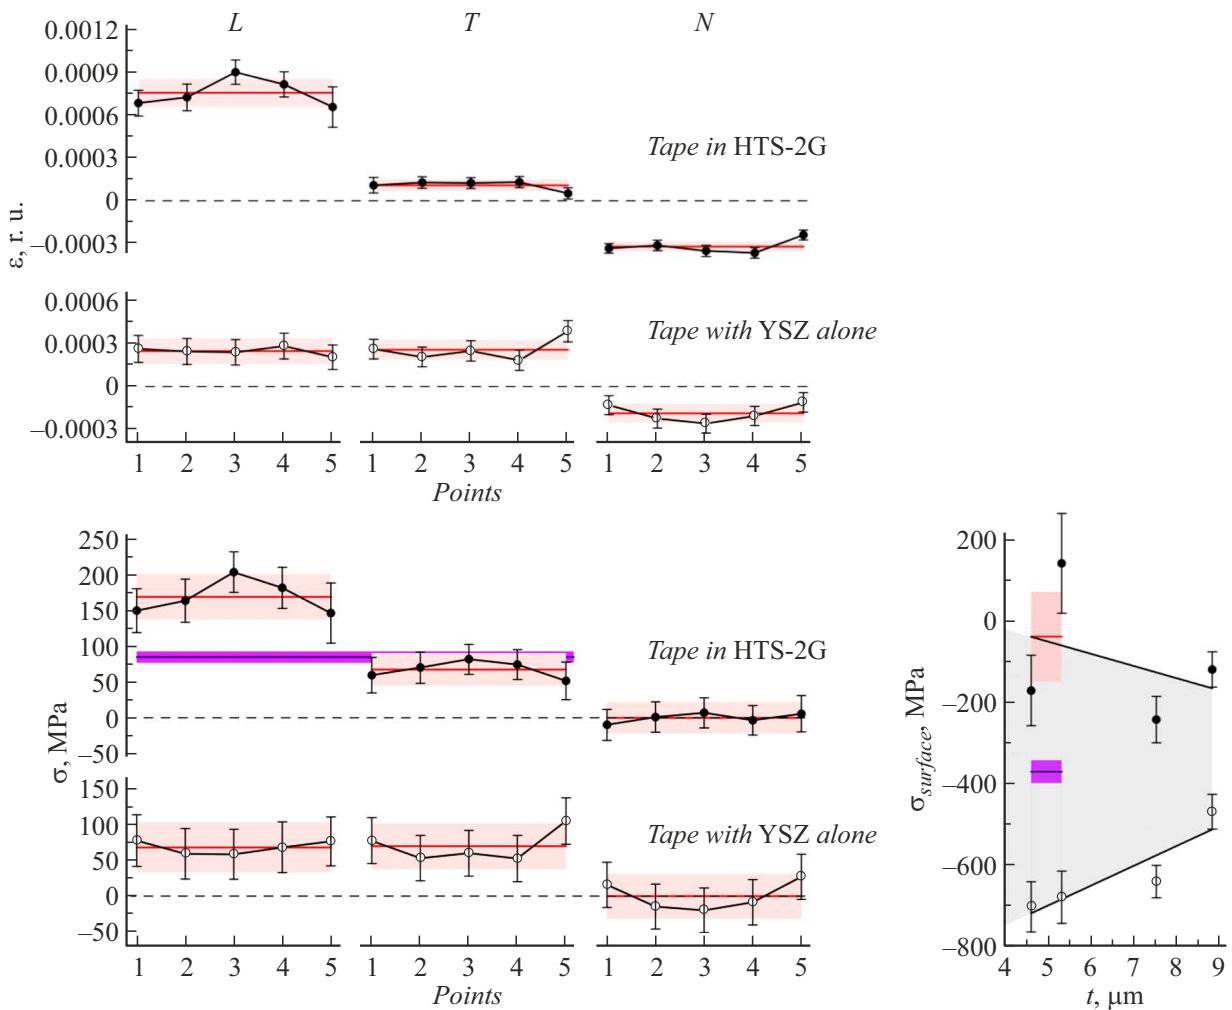 L T N
0.0012
0.0009
0.0006
0.0003
0
–0.0003
Tape in HTS-2G
ε, r. u.
0.0006
0.0003
0
–0.0003
Tape with YSZ alone
1 2 3 4 5 1 2 3 4 5 1 2 3 4 5
Points
250
200
150
100
50
0
–50
Tape in HTS-2G
σ, MPa
150
100
50
0
–50
Tape with YSZ alone
1 2 3 4 5 1 2 3 4 5 1 2 3 4 5
Points
200
0
–200
–400
–600
–800
σsurface, MPa
4 5 6 7 8 9
t, μm